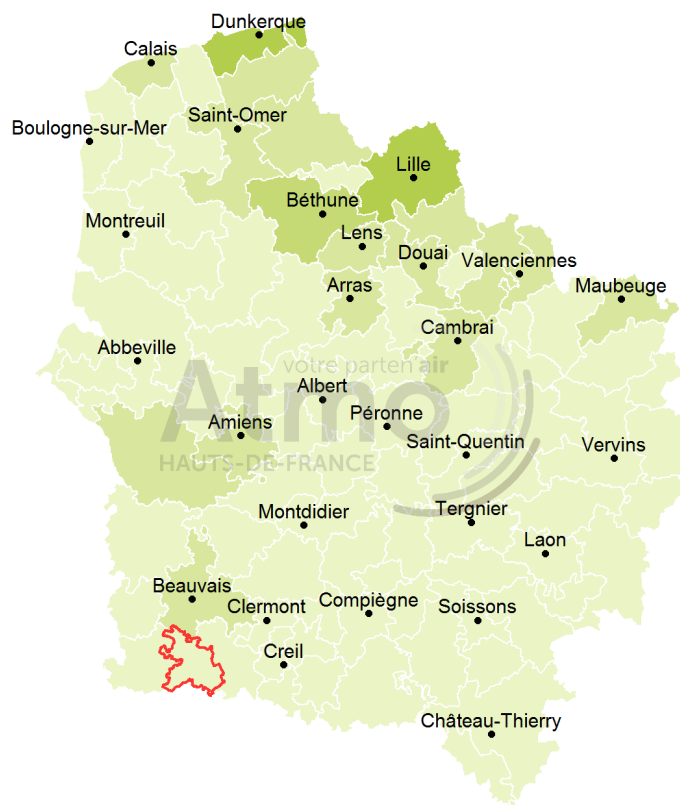 Dunkerque
Calais
Saint-Omer
Boulogne-sur-Mer
Lille
Béthune
Montreuil
Lens
Douai
Valenciennes
Arras
Maubeuge
Cambrai
Abbeville
votre parten'air
Albert
Atmo
Péronne
Amiens
Saint-Quentin
Vervins
HAUTS-DE-FRANCE
Montdidier
Tergnier
Laon
Beauvais
Clermont
Compiègne
Soissons
Creil
Château-Thierry